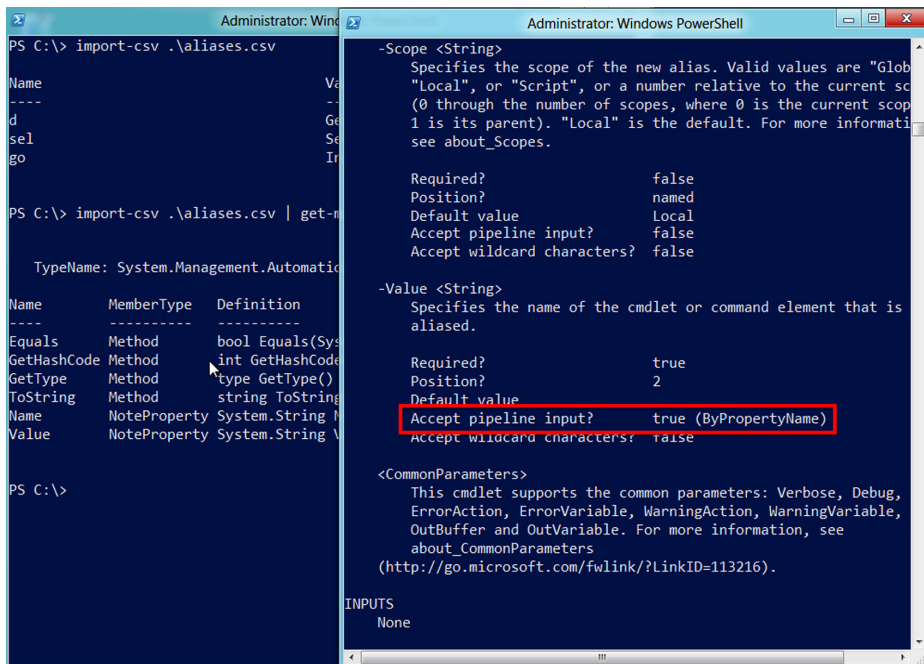 Administrator: Wind
PS C:\> import-csv .\aliases.csv
Name Va
---- --
d Ge
sel Se
go In
PS C:\> import-csv .\aliases.csv | get-m
TypeName: System.Management.Automatic
Name MemberType Definition
---- ---------- ----------
Equals Method bool Equals(Sys
GetHashCode Method int GetHashCode
GetType Method type GetType()
ToString Method string ToString
Name NoteProperty System.String N
Value NoteProperty System.String V
PS C:\>
Administrator: Windows PowerShell
-Scope <String>
Specifies the scope of the new alias. Valid values are "Glob
"Local", or "Script", or a number relative to the current sc
(0 through the number of scopes, where 0 is the current scop
1 is its parent). "Local" is the default. For more informati
see about_Scopes.
Required? false
Position? named
Default value Local
Accept pipeline input? false
Accept wildcard characters? false
-Value <String>
Specifies the name of the cmdlet or command element that is
aliased.
Required? true
Position? 2
Default value
Accept pipeline input? true (ByPropertyName)
Accept wildcard characters? false
<CommonParameters>
This cmdlet supports the common parameters: Verbose, Debug,
ErrorAction, ErrorVariable, WarningAction, WarningVariable,
OutBuffer and OutVariable. For more information, see
about_CommonParameters
(http://go.microsoft.com/fwlink/?LinkID=113216).
INPUTS
None